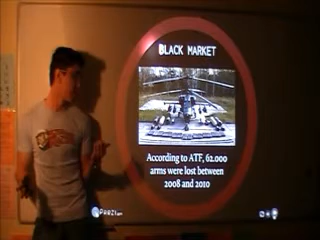 BLACK MARKET
According to ATF, 62.000
arms were lost between
2008 and 2010